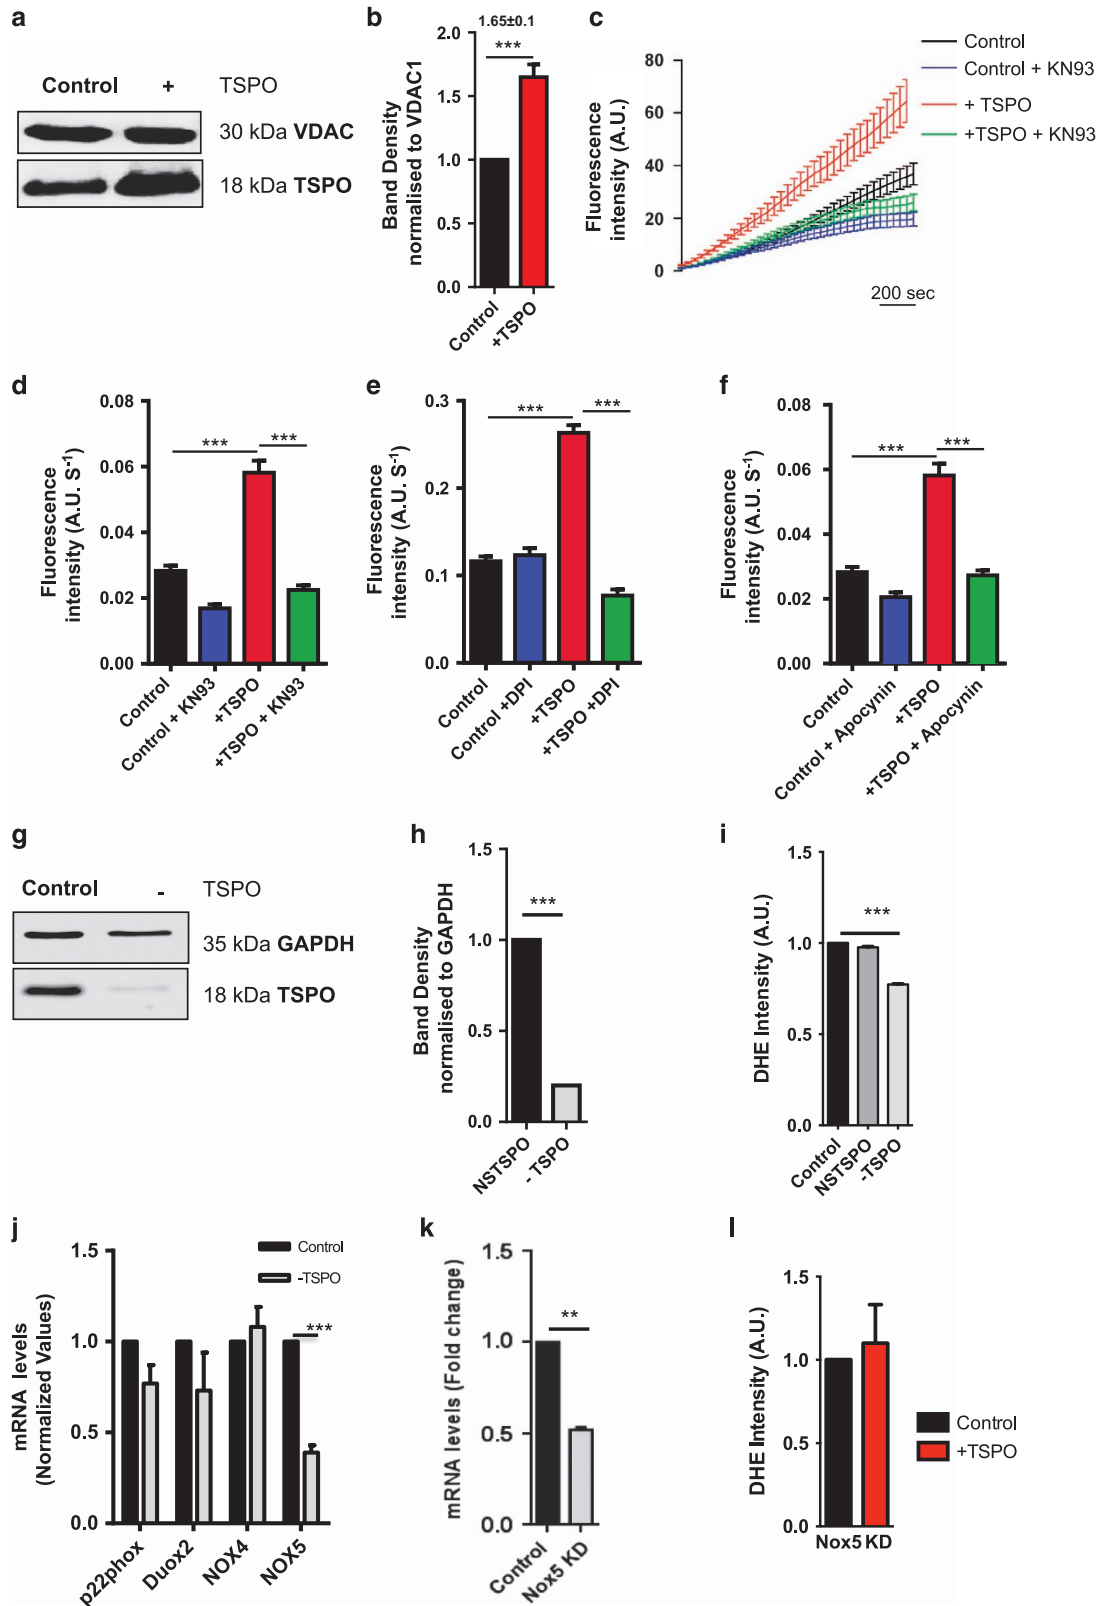 a
Control + TSPO
30 kDa VDAC
18 kDa TSPO
b
1.65±0.1
***
Band Density
normalised to VDAC1
2.0
1.5
1.0
0.5
0.0
Control
+TSPO
c
Fluorescence
intensity (A.U.)
80
60
40
20
0
200 sec
Control
Control + KN93
+ TSPO
+TSPO + KN93
d
Fluorescence
intensity (A.U. S-1)
0.08
0.06
0.04
0.02
0.00
*** ***
Control
Control + KN93
+TSPO
+TSPO + KN93
e
Fluorescence
intensity (A.U. S-1)
0.3
0.2
0.1
0.0
*** ***
Control
Control +DPI
+TSPO
+TSPO +DPI
f
Fluorescence
intensity (A.U. S-1)
0.08
0.06
0.04
0.02
0.00
*** ***
Control
Control + Apocynin
+TSPO
+TSPO + Apocynin
g
Control - TSPO
35 kDa GAPDH
18 kDa TSPO
h
Band Density
normalised to GAPDH
1.5
1.0
0.5
0.0
***
NSTSPO
- TSPO
i
DHE Intensity (A.U.)
1.5
1.0
0.5
0.0
***
Control
NSTSPO
-TSPO
j
mRNA levels
(Normalized Values)
1.5
1.0
0.5
0.0
Control
-TSPO
***
p22phox
Duox2
NOX4
NOX5
k
mRNA levels (Fold change)
1.5
1.0
0.5
0.0
**
Control
Nox5 KD
l
DHE Intensity (A.U.)
1.5
1.0
0.5
0.0
Nox5 KD
Control
+TSPO